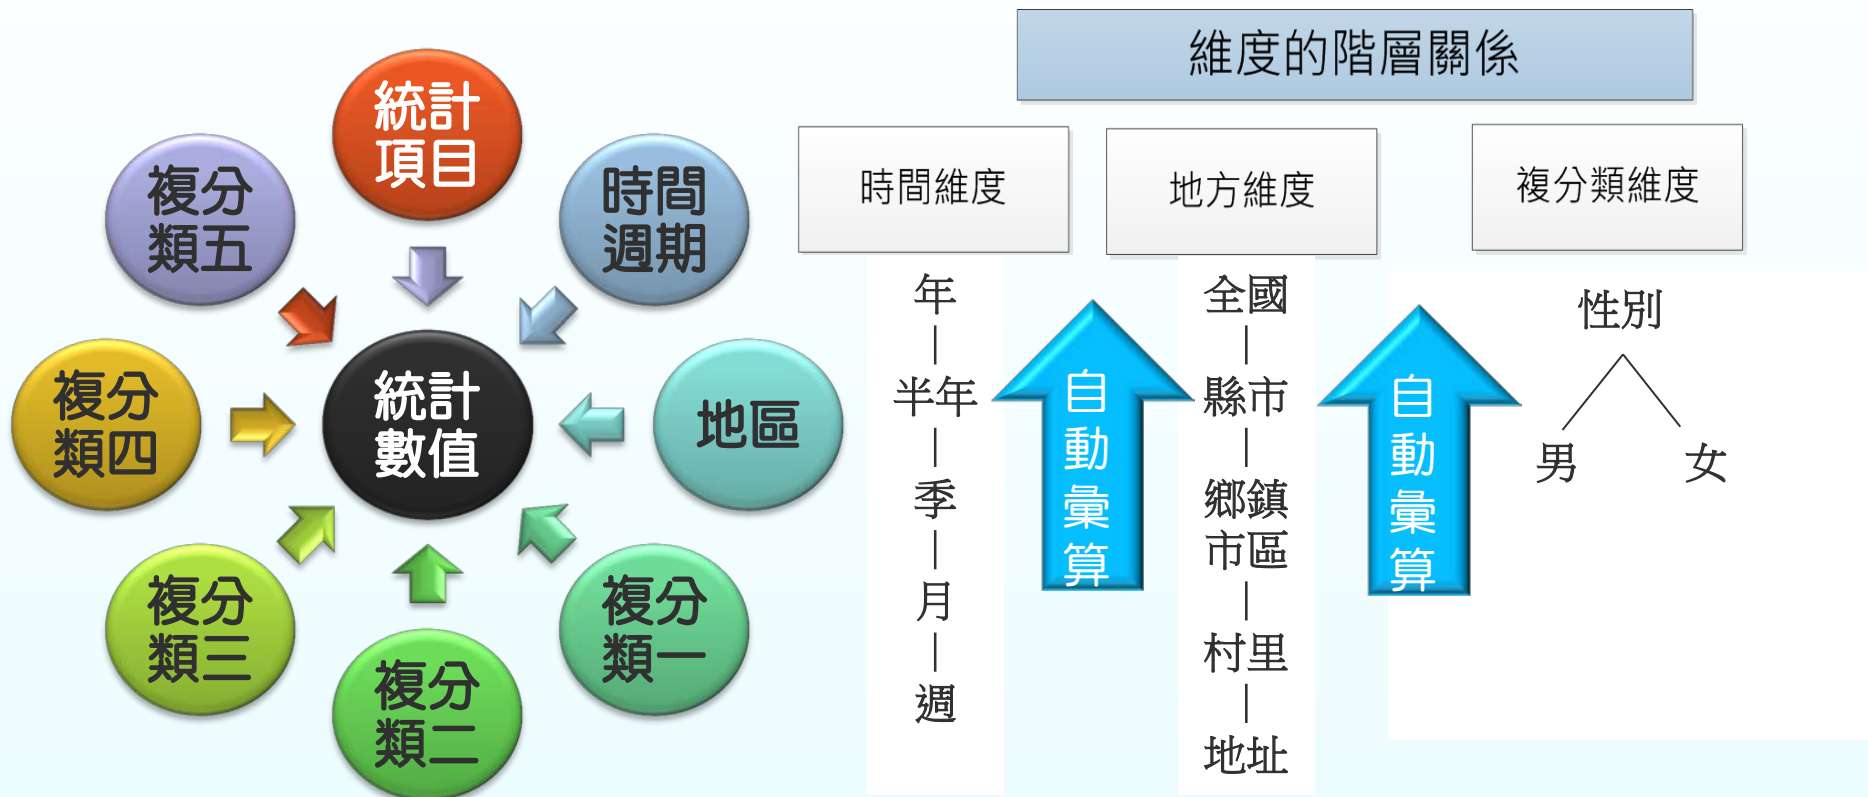 統計
項目
時間
週期
地區
複分
類一
複分
類二
複分
類三
複分
類四
複分
類五
統計
數值
維度的階層關係
時間維度
年
半年
季
月
週
自
動
彙
算
地方維度
全國
縣市
鄉鎮
市區
村里
地址
自
動
彙
算
複分類維度
性別
男
女